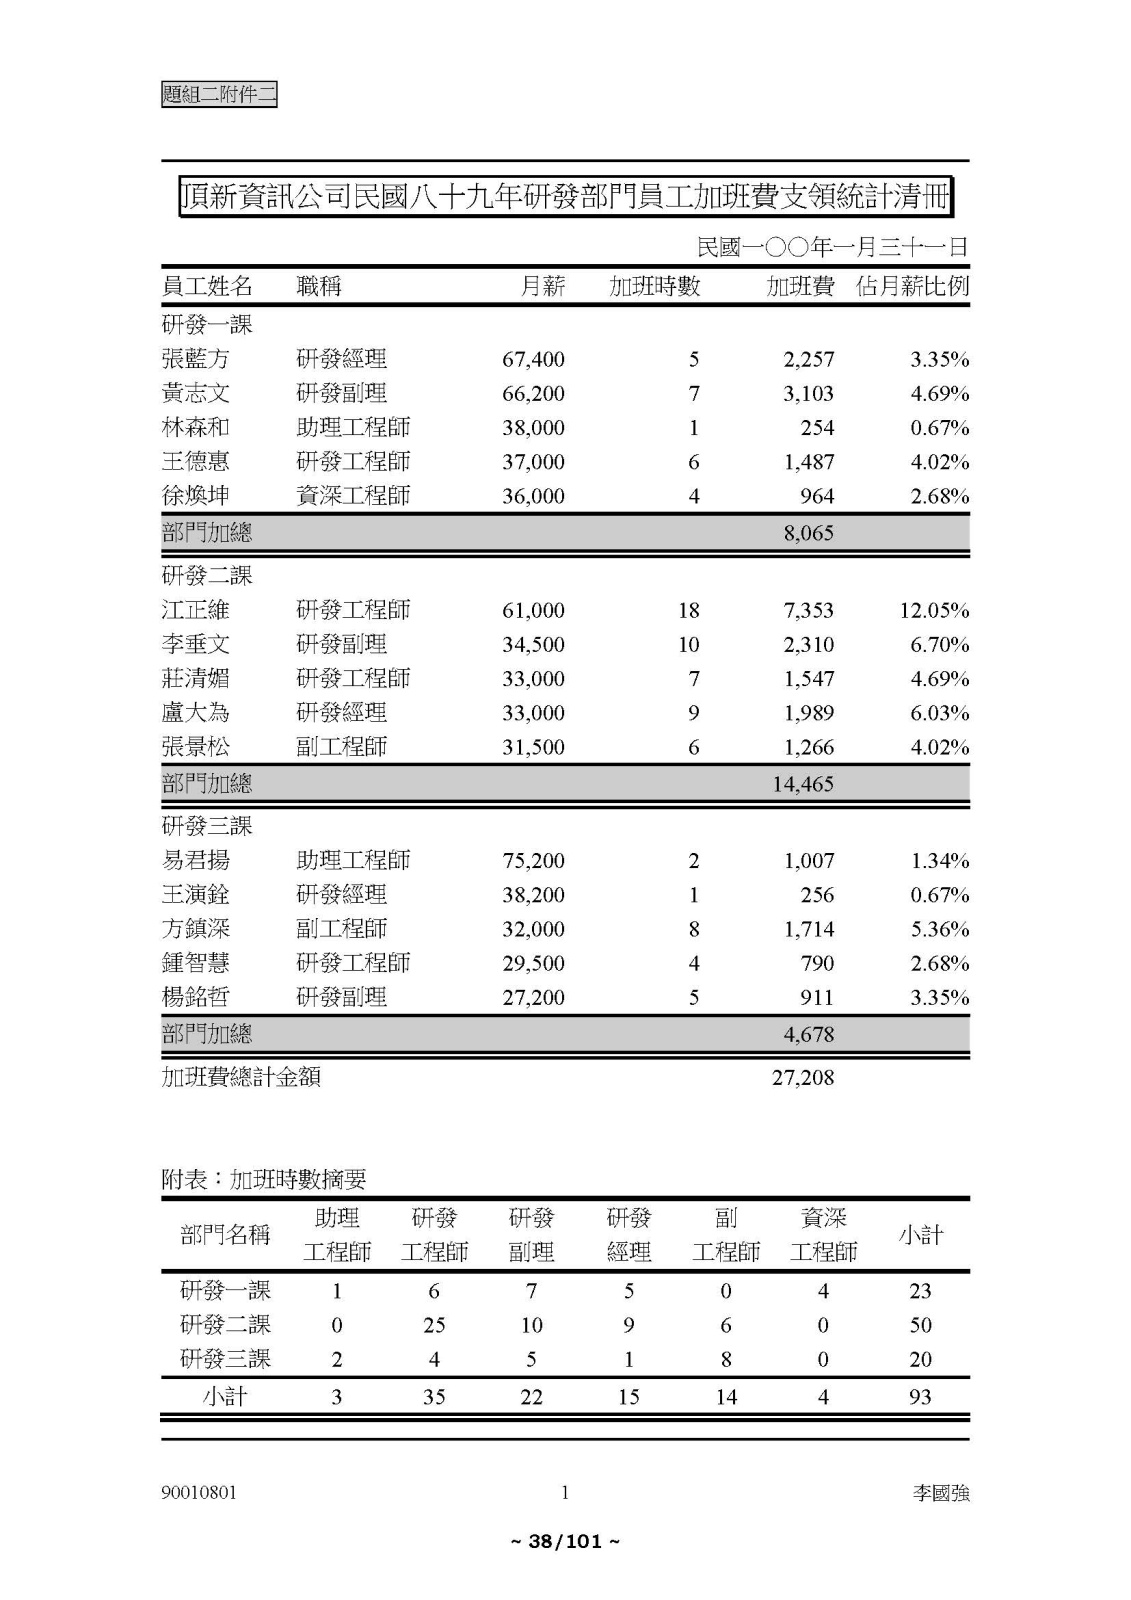 題組二附件二
頂新資訊公司民國八十九年研發部門員工加班費支領統計清冊
民國一○○年一月三十一日
員工姓名 職稱 月薪 加班時數 加班費 佔月薪比例
研發一課
張藍方 研發經理 67,400 5 2,257 3.35%
黃志文 研發副理 66,200 7 3,103 4.69%
林森和 助理工程師 38,000 1 254 0.67%
王德惠 研發工程師 37,000 6 1,487 4.02%
徐煥坤 資深工程師 36,000 4 964 2.68%
部門加總 8,065
研發二課
江正維 研發工程師 61,000 18 7,353 12.05%
李垂文 研發副理 34,500 10 2,310 6.70%
莊清媚 研發工程師 33,000 7 1,547 4.69%
盧大為 研發經理 33,000 9 1,989 6.03%
張景松 副工程師 31,500 6 1,266 4.02%
部門加總 14,465
研發三課
易君揚 助理工程師 75,200 2 1,007 1.34%
王演銓 研發經理 38,200 1 256 0.67%
方鎮深 副工程師 32,000 8 1,714 5.36%
鍾智慧 研發工程師 29,500 4 790 2.68%
楊銘哲 研發副理 27,200 5 911 3.35%
部門加總 4,678
加班費總計金額 27,208
附表：加班時數摘要
助理 研發 研發 研發 副 資深
部門名稱 小計
工程師 工程師 副理 經理 工程師 工程師
研發一課 1 6 7 5 0 4 23
研發二課 0 25 10 9 6 0 50
研發三課 2 4 5 1 8 0 20
小計 3 35 22 15 14 4 93
90010801 1 李國強
~ 38/101 ~